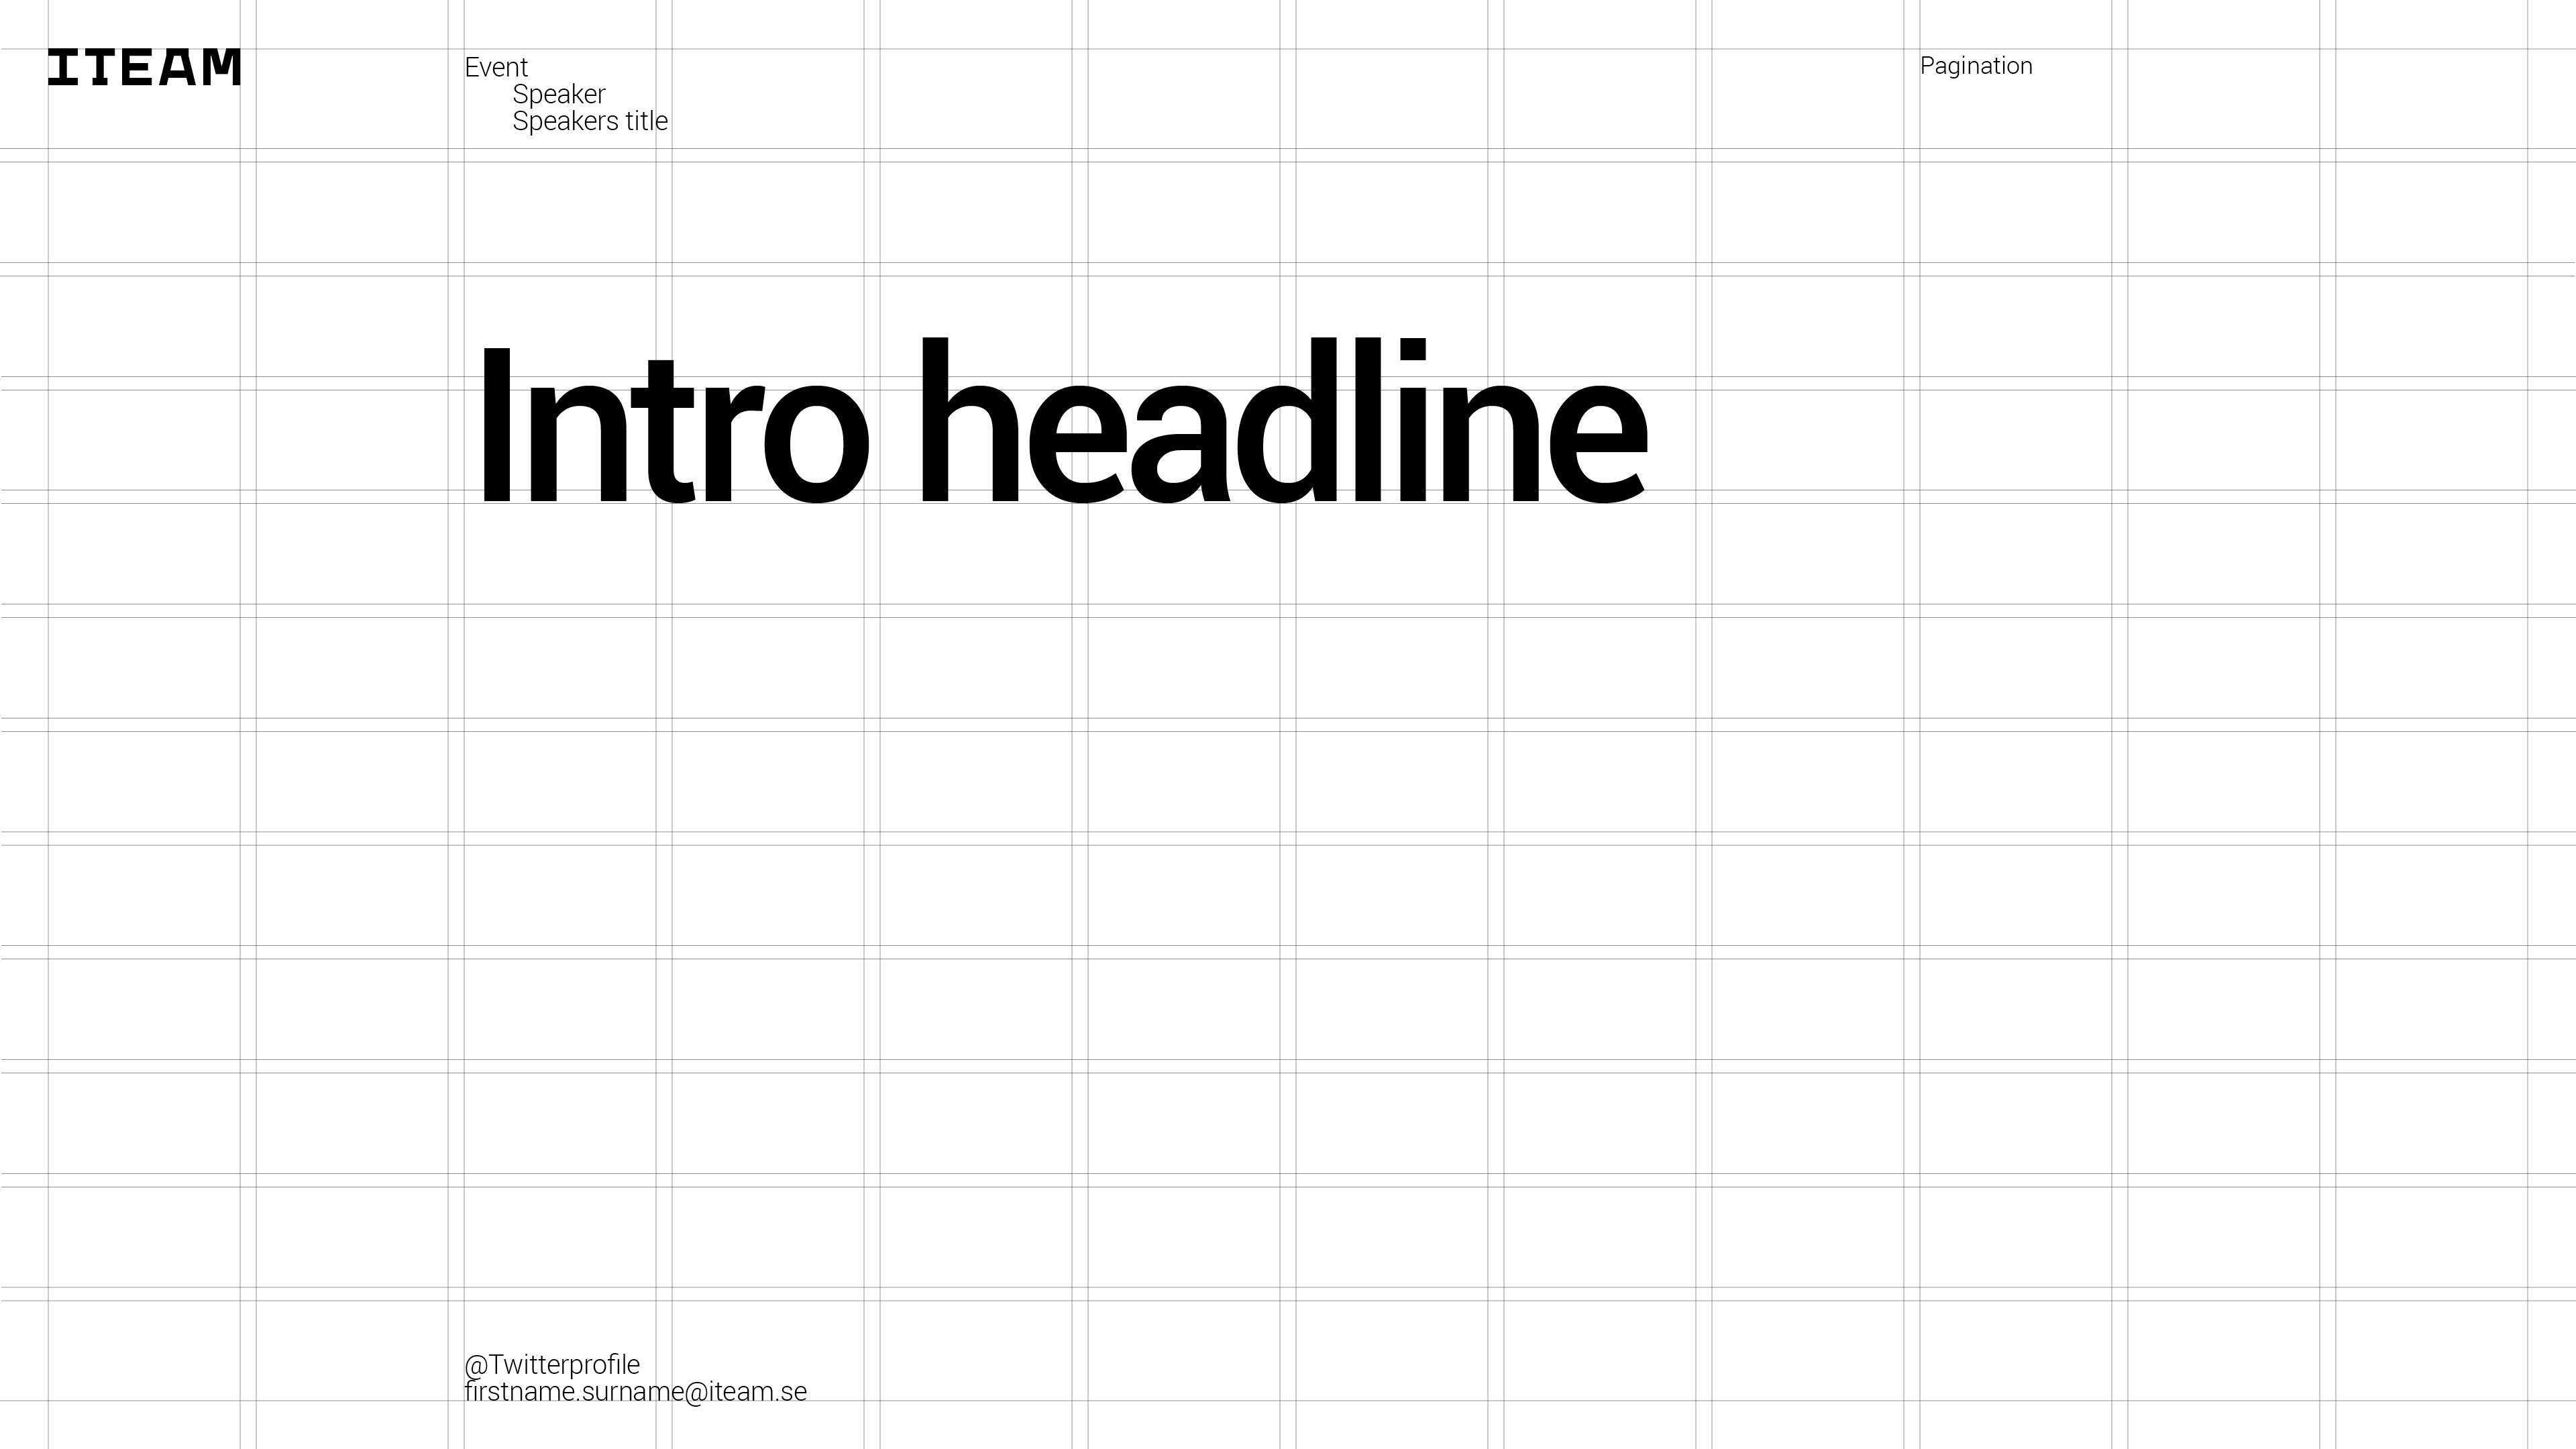 ITEAM
Event
Speaker
Speakers title
Pagination
Intro headline
@Twitterprofile
firstname.surname@iteam.se